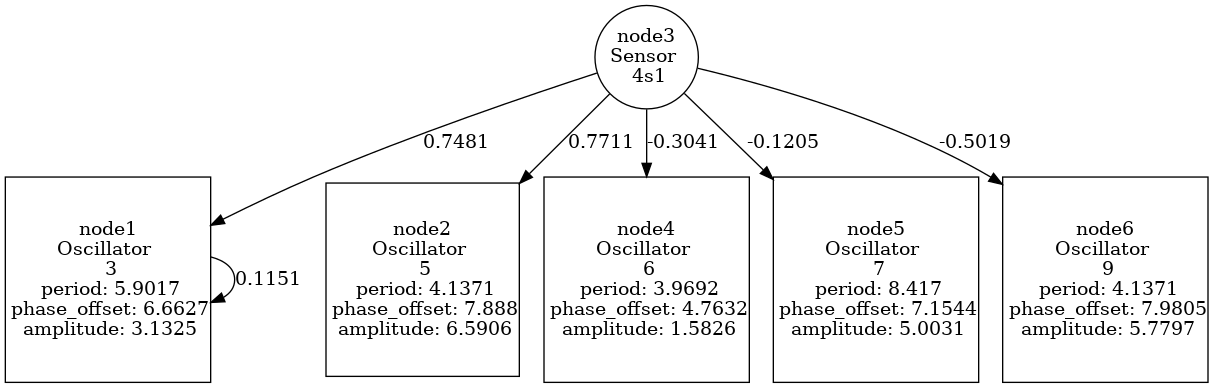 node3
Sensor
4s1
0.7481
0.7711
-0.3041
-0.1205
-0.5019
node1
Oscillator
3
period: 5.9017
phase_offset: 6.6627
amplitude: 3.1325
0.1151
node2
Oscillator
5
period: 4.1371
phase_offset: 7.888
amplitude: 6.5906
node4
Oscillator
6
period: 3.9692
phase_offset: 4.7632
amplitude: 1.5826
node5
Oscillator
7
period: 8.417
phase_offset: 7.1544
amplitude: 5.0031
node6
Oscillator
9
period: 4.1371
phase_offset: 7.9805
amplitude: 5.7797